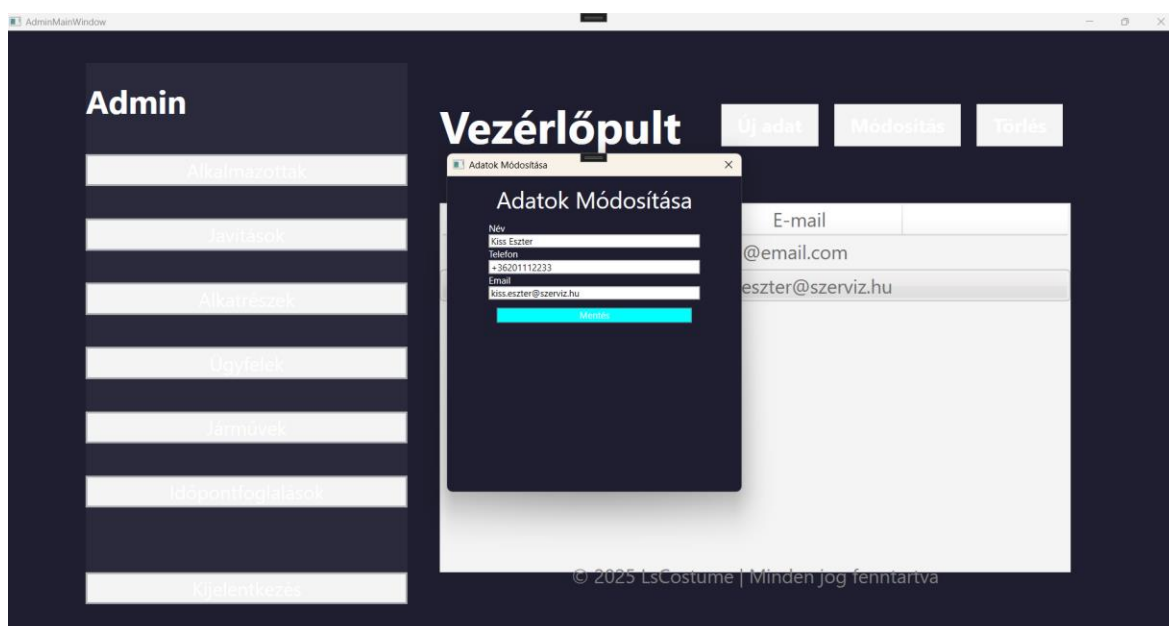 AdminMainWindow
Admin
Alkalmazottak
Javítások
Alkatrészek
Ügyfelek
Járművek
Időpontfoglalások
Kijelentkezés
Vezérlőpult
Új adat
Módosítás
Törlés
Adatok Módosítása
Adatok Módosítása
Név
Kiss Eszter
Telefon
+36201112233
Email
kiss.eszter@szerviz.hu
Mentés
E-mail
@email.com
eszter@szerviz.hu
© 2025 LsCostume | Minden jog fenntartva